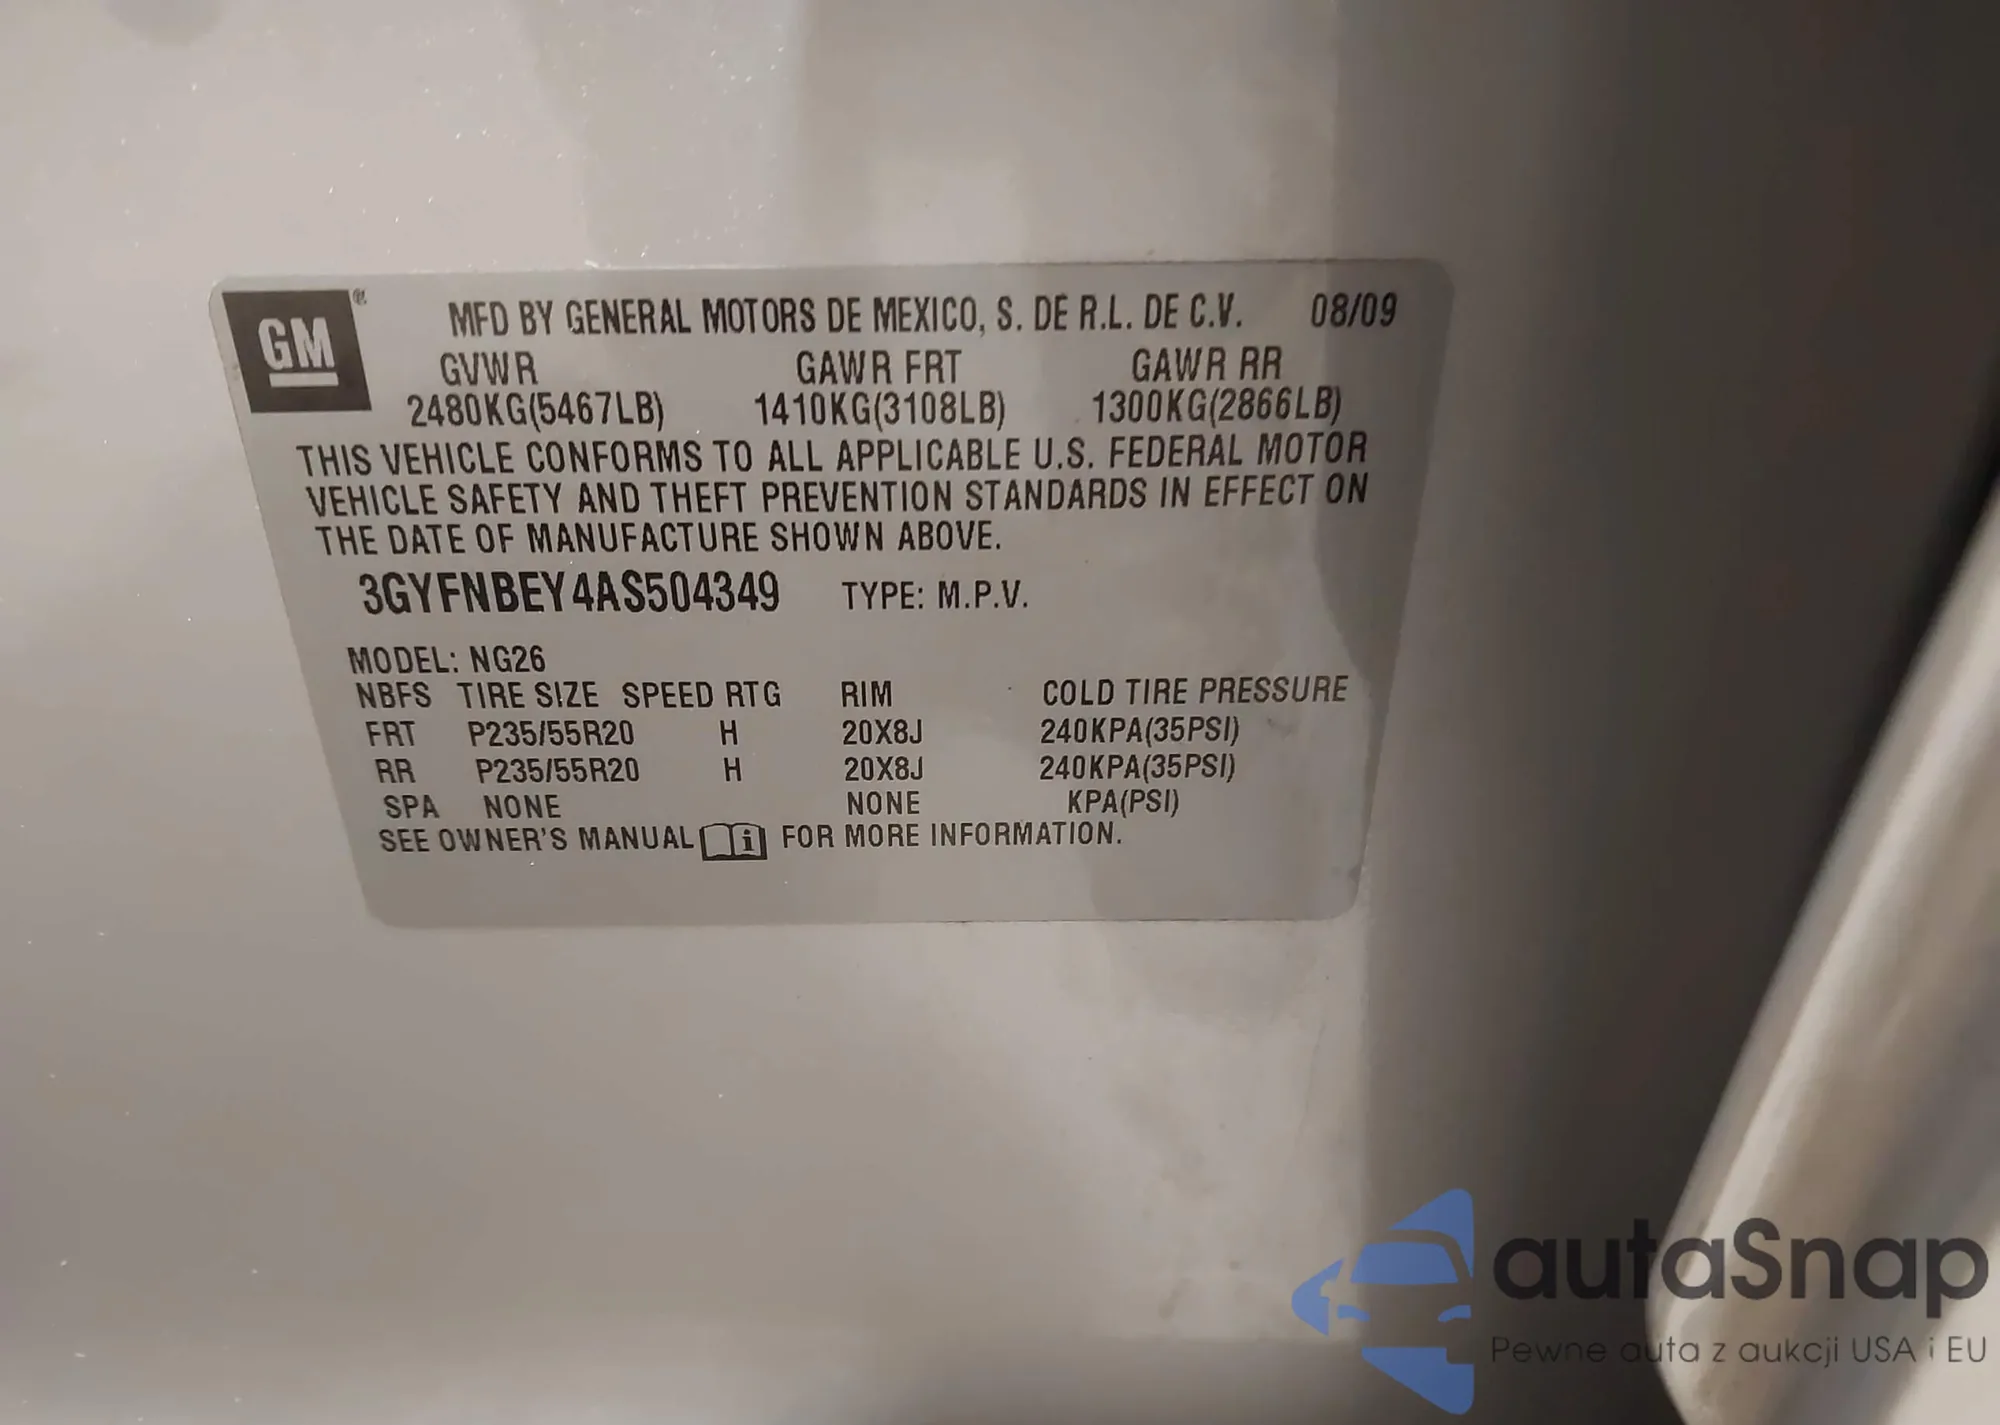 GM ®
MFD BY GENERAL MOTORS DE MEXICO, S. DE R.L. DE C.V. 08/09
GVWR GAWR FRT GAWR RR
2480KG(5467LB) 1410KG(3108LB) 1300KG(2866LB)
THIS VEHICLE CONFORMS TO ALL APPLICABLE U.S. FEDERAL MOTOR
VEHICLE SAFETY AND THEFT PREVENTION STANDARDS IN EFFECT ON
THE DATE OF MANUFACTURE SHOWN ABOVE.
3GYFNBEY4AS504349 TYPE: M.P.V.
MODEL: NG26
NBFS TIRE SIZE SPEED RTG RIM COLD TIRE PRESSURE
FRT P235/55R20 H 20X8J 240KPA(35PSI)
RR P235/55R20 H 20X8J 240KPA(35PSI)
SPA NONE NONE KPA(PSI)
SEE OWNER'S MANUAL i FOR MORE INFORMATION.
autaSnap
Pewne auta z aukcji USA i EU